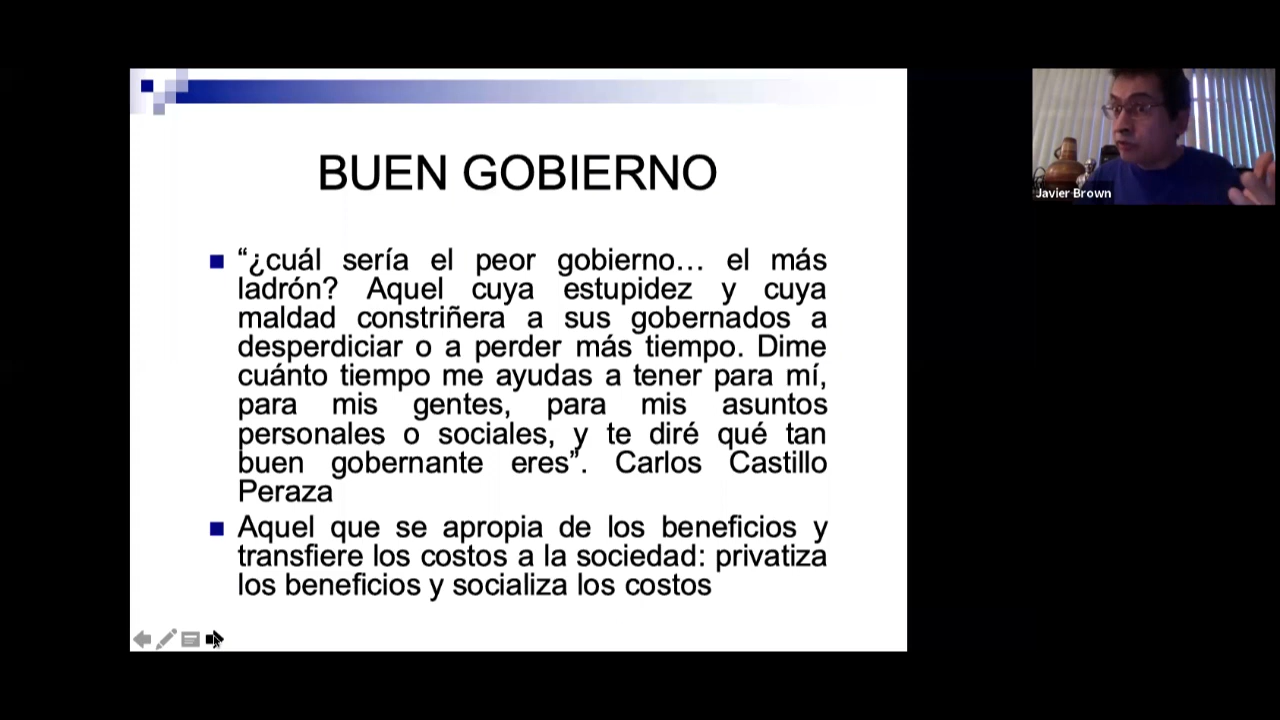 BUEN GOBIERNO
“¿cuál sería el peor gobierno… el más
ladrón? Aquel cuya estupidez y cuya
maldad constriñera a sus gobernados a
desperdiciar o a perder más tiempo. Dime
cuánto tiempo me ayudas a tener para mí,
para mis gentes, para mis asuntos
personales o sociales, y te diré qué tan
buen gobernante eres”. Carlos Castillo
Peraza
Aquel que se apropia de los beneficios y
transfiere los costos a la sociedad: privatiza
los beneficios y socializa los costos
Javier Brown